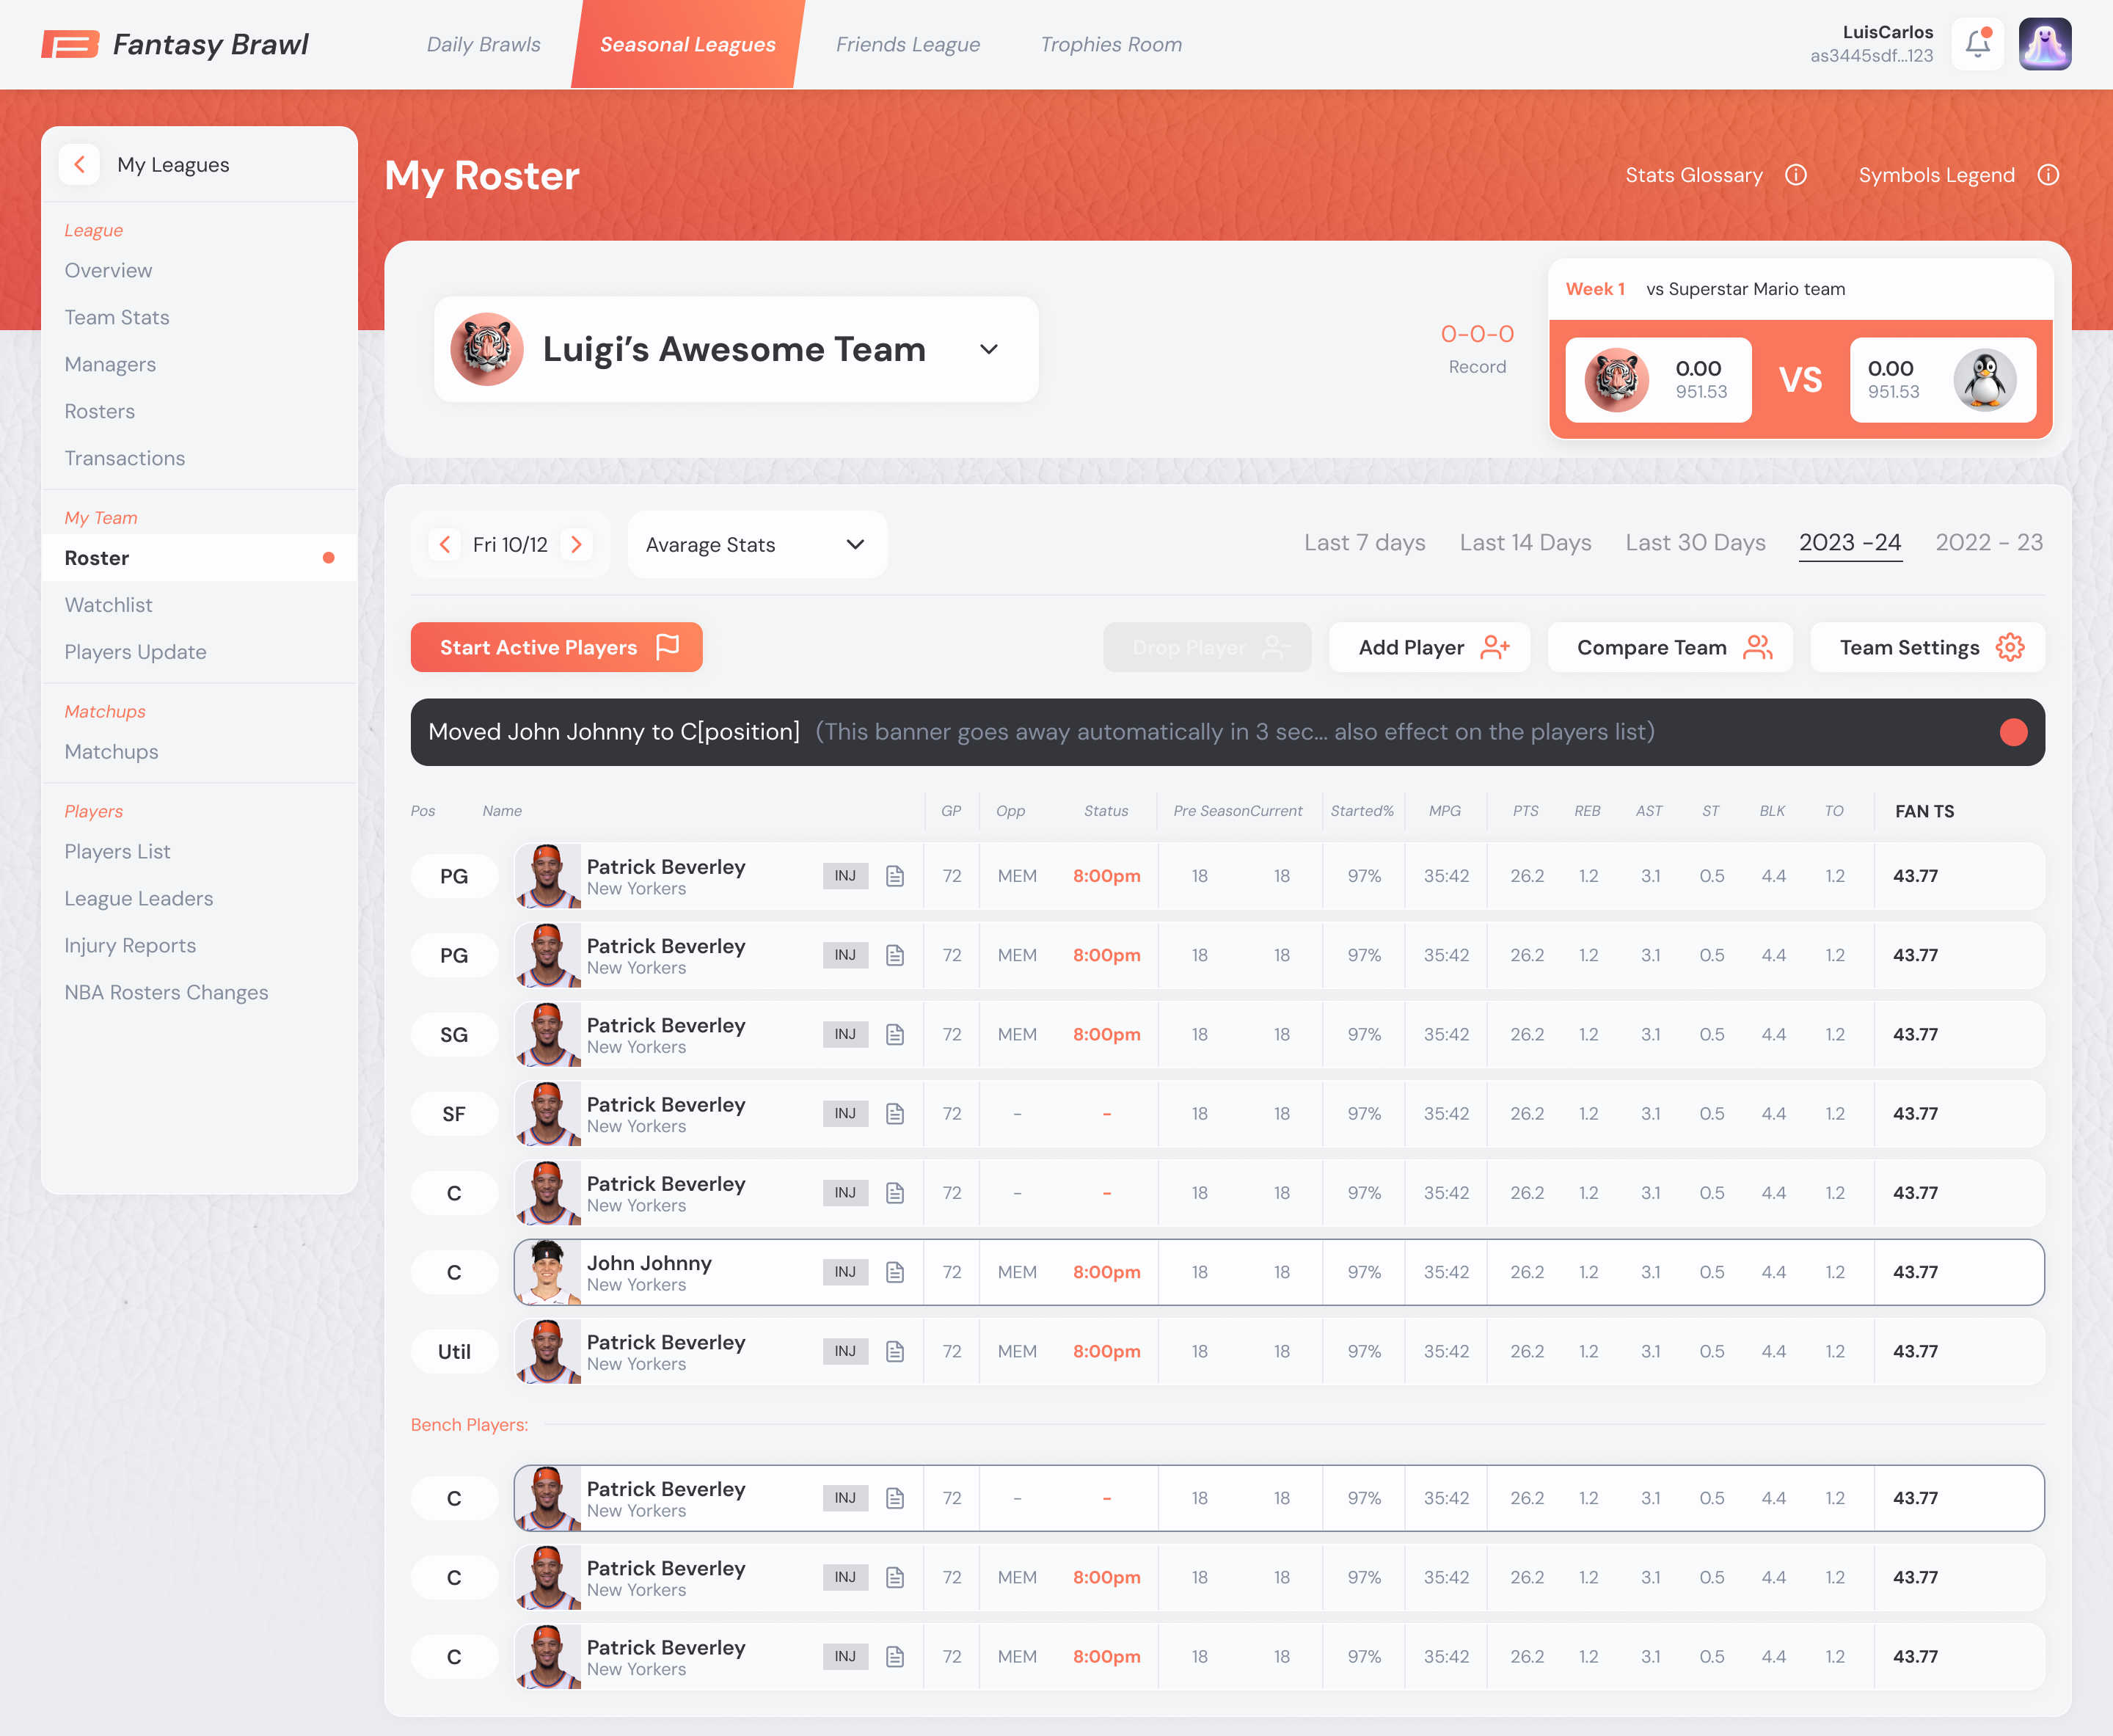 Fantasy Brawl
Daily Brawls
Seasonal Leagues
Friends League
Trophies Room
LuisCarlos
as3445sdf...123
My Leagues
League
Overview
Team Stats
Managers
Rosters
Transactions
My Team
Roster
Watchlist
Players Update
Matchups
Matchups
Players
Players List
League Leaders
Injury Reports
NBA Rosters Changes
My Roster
Stats Glossary
Symbols Legend
Luigi’s Awesome Team
0-0-0
Record
Week 1 vs Superstar Mario team
0.00
951.53
VS
0.00
951.53
Fri 10/12
Avarage Stats
Last 7 days
Last 14 Days
Last 30 Days
2023 -24
2022 - 23
Start Active Players
Drop Player
Add Player
Compare Team
Team Settings
Moved John Johnny to C[position] (This banner goes away automatically in 3 sec... also effect on the players list)
Pos Name GP Opp Status Pre Season Current Started% MPG PTS REB AST ST BLK TO FAN TS
PG Patrick Beverley INJ 72 MEM 8:00pm 18 18 97% 35:42 26.2 1.2 3.1 0.5 4.4 1.2 43.77
New Yorkers
PG Patrick Beverley INJ 72 MEM 8:00pm 18 18 97% 35:42 26.2 1.2 3.1 0.5 4.4 1.2 43.77
New Yorkers
SG Patrick Beverley INJ 72 MEM 8:00pm 18 18 97% 35:42 26.2 1.2 3.1 0.5 4.4 1.2 43.77
New Yorkers
SF Patrick Beverley INJ 72 - - 18 18 97% 35:42 26.2 1.2 3.1 0.5 4.4 1.2 43.77
New Yorkers
C Patrick Beverley INJ 72 - - 18 18 97% 35:42 26.2 1.2 3.1 0.5 4.4 1.2 43.77
New Yorkers
C John Johnny INJ 72 MEM 8:00pm 18 18 97% 35:42 26.2 1.2 3.1 0.5 4.4 1.2 43.77
New Yorkers
Util Patrick Beverley INJ 72 MEM 8:00pm 18 18 97% 35:42 26.2 1.2 3.1 0.5 4.4 1.2 43.77
New Yorkers
Bench Players:
C Patrick Beverley INJ 72 - - 18 18 97% 35:42 26.2 1.2 3.1 0.5 4.4 1.2 43.77
New Yorkers
C Patrick Beverley INJ 72 MEM 8:00pm 18 18 97% 35:42 26.2 1.2 3.1 0.5 4.4 1.2 43.77
New Yorkers
C Patrick Beverley INJ 72 MEM 8:00pm 18 18 97% 35:42 26.2 1.2 3.1 0.5 4.4 1.2 43.77
New Yorkers